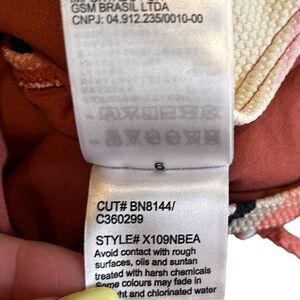 GSM BRASIL LTDA
CNPJ: 04.912.235/0010-00
6
CUT# BN8144/
C360299
STYLE# X109NBEA
Avoid contact with rough
surfaces, oils and suntan
treated with harsh chemicals
Some colours may fade in
and chlorinated water